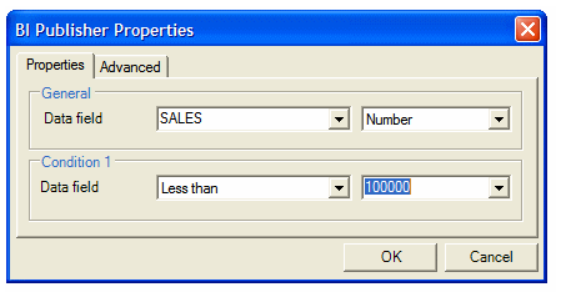 BI Publisher Properties
Properties Advanced
General
Data field SALES Number
Condition 1
Data field Less than 100000
OK Cancel